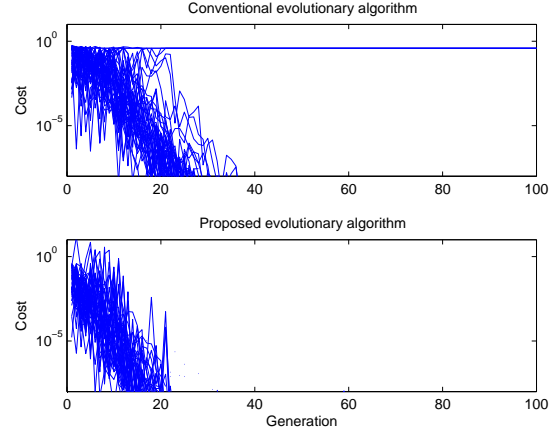 Conventional evolutionary algorithm
10^0
10^-5
Cost
0 20 40 60 80 100
Proposed evolutionary algorithm
10^0
10^-5
Cost
0 20 40 60 80 100
Generation